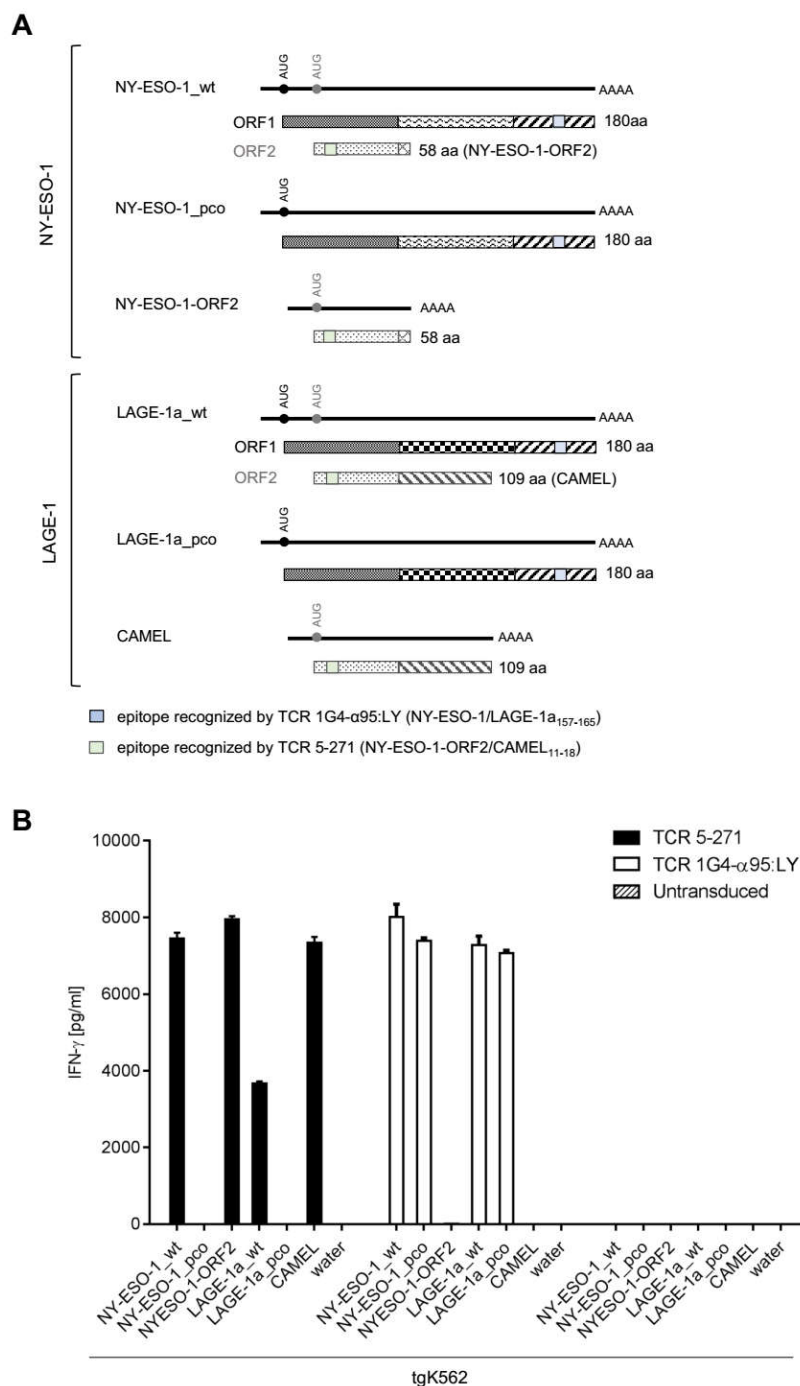 A
NY-ESO-1
NY-ESO-1_wt
AUG
AUG
AAAA
ORF1
180aa
ORF2
58 aa (NY-ESO-1-ORF2)
NY-ESO-1_pco
AUG
AAAA
180 aa
NY-ESO-1-ORF2
AUG
AAAA
58 aa
LAGE-1
LAGE-1a_wt
AUG
AUG
AAAA
ORF1
180 aa
ORF2
109 aa (CAMEL)
LAGE-1a_pco
AUG
AAAA
180 aa
CAMEL
AUG
AAAA
109 aa
epitope recognized by TCR 1G4-α95:LY (NY-ESO-1/LAGE-1a157-165)
epitope recognized by TCR 5-271 (NY-ESO-1-ORF2/CAMEL11-18)
B
IFN-γ [pg/ml]
10000
8000
6000
4000
2000
0
TCR 5-271
TCR 1G4-α95:LY
Untransduced
NY-ESO-1_wt
NY-ESO-1_pco
NYESO-1-ORF2
LAGE-1a_wt
LAGE-1a_pco
CAMEL
water
NY-ESO-1_wt
NY-ESO-1_pco
NYESO-1-ORF2
LAGE-1a_wt
LAGE-1a_pco
CAMEL
water
NY-ESO-1_wt
NY-ESO-1_pco
NYESO-1-ORF2
LAGE-1a_wt
LAGE-1a_pco
CAMEL
water
tgK562